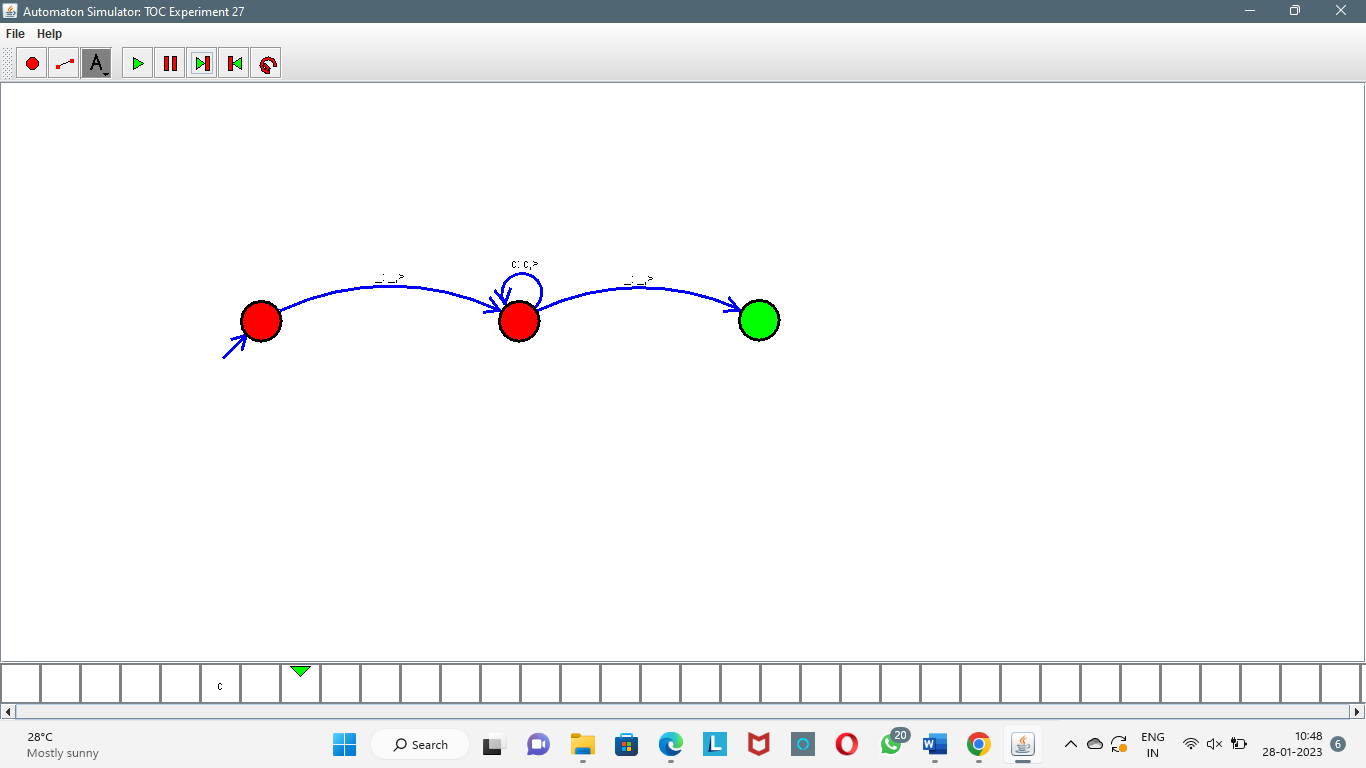 Automaton Simulator: TOC Experiment 27
File Help
A
c: c,>
_: _,>
_: _,>
c
28°C
Mostly sunny
Search
20
ENG
IN
10:48
28-01-2023
6